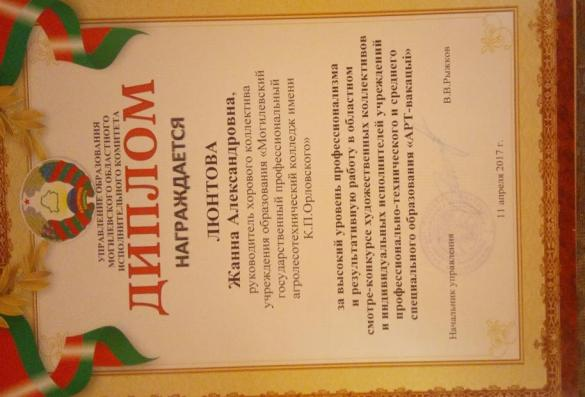 УПРАВЛЕНИЕ ОБРАЗОВАНИЯ
МОГИЛЕВСКОГО ОБЛАСТНОГО
ИСПОЛНИТЕЛЬНОГО КОМИТЕТА
ДИПЛОМ
НАГРАЖДАЕТСЯ
ЛЮНТОВА
Жанна Александровна,
руководитель хорового коллектива
учреждения образования «Могилевский
государственный профессиональный
агролесотехнический колледж имени
К.П.Орловского»
за высокий уровень профессионализма
и результативную работу в областном
смотре-конкурсе художественных коллективов
и индивидуальных исполнителей учреждений
профессионально-технического и среднего
специального образования «АРТ-вакацыі»
Начальник управления В.В.Рыжков
11 апреля 2017 г.